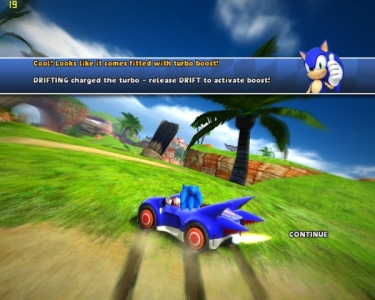 19
Cool! Looks like it comes fitted with turbo boost!
DRIFTING charged the turbo - release DRIFT to activate boost!
CONTINUE